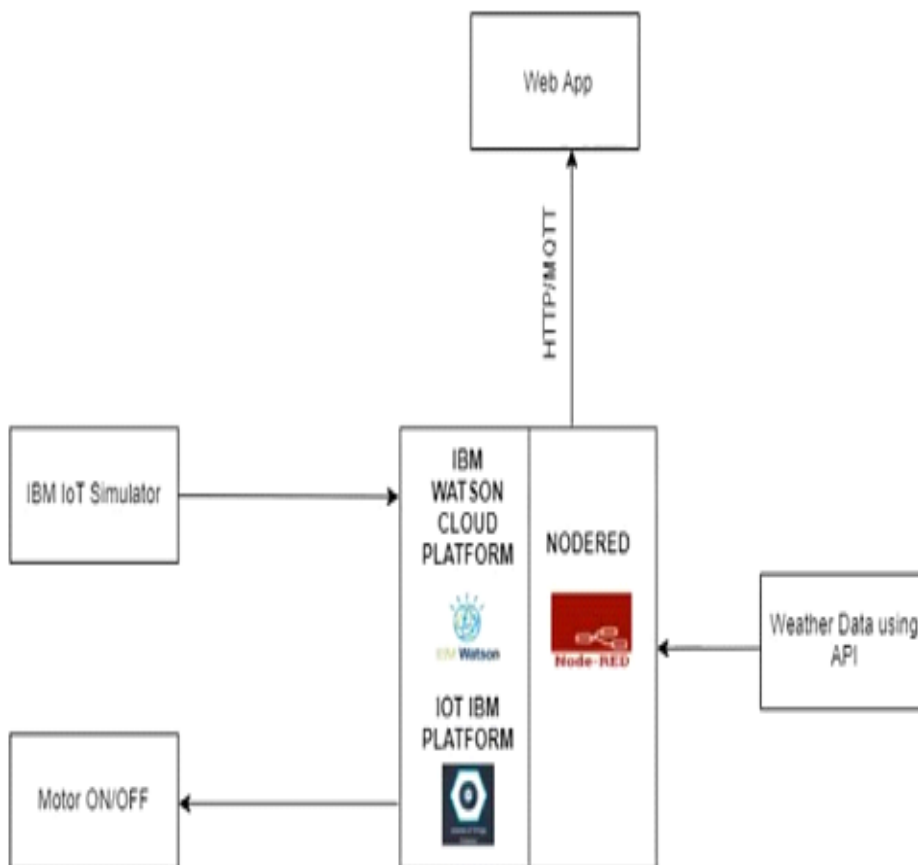 Web App
HTTP/MQTT
IBM IoT Simulator
IBM
WATSON
CLOUD
PLATFORM
IBM Watson
IOT IBM
PLATFORM
NODERED
Node-RED
Weather Data using
API
Motor ON/OFF